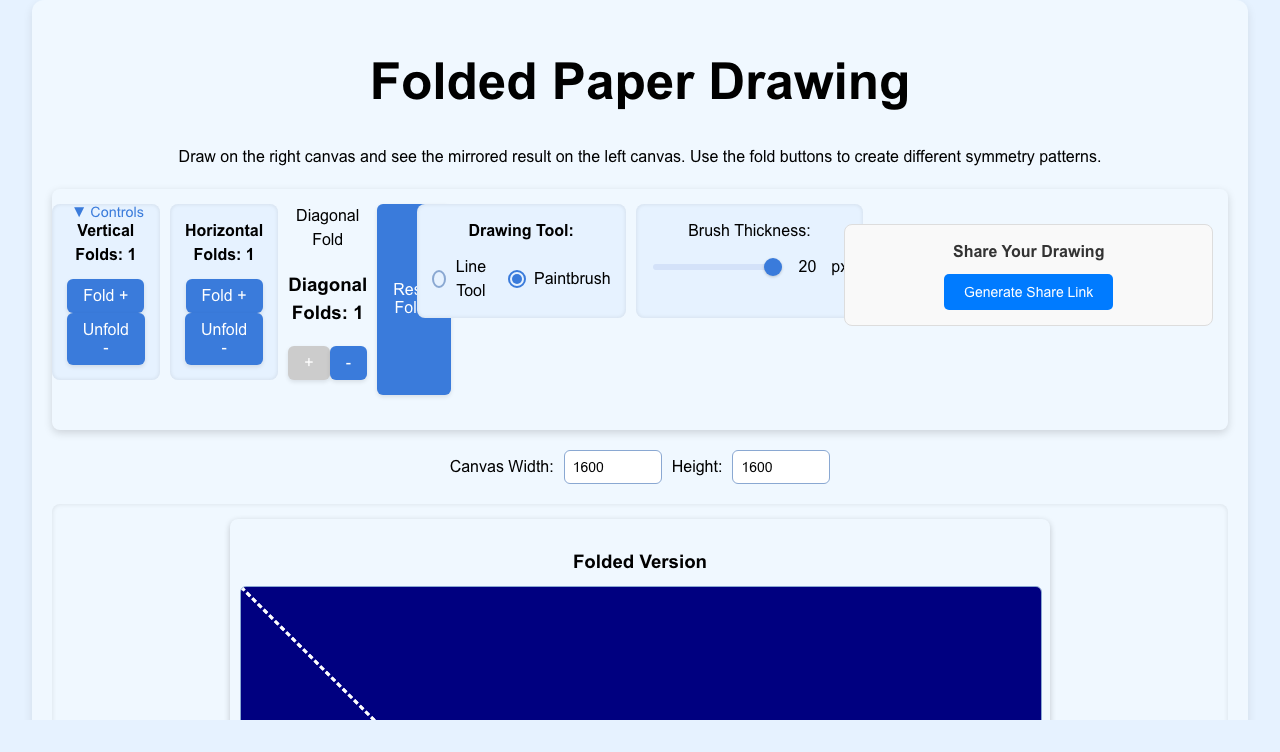 Folded Paper Drawing
Draw on the right canvas and see the mirrored result on the left canvas. Use the fold buttons to create different symmetry patterns.
▼ Controls
Vertical
Folds: 1
Fold +
Unfold
-
Horizontal
Folds: 1
Fold +
Unfold
-
Diagonal
Fold
Diagonal
Folds: 1
+
-
Drawing Tool:
Line
Tool
Paintbrush
Brush Thickness:
20
Share Your Drawing
Generate Share Link
Canvas Width:
1600
Height:
1600
Folded Version